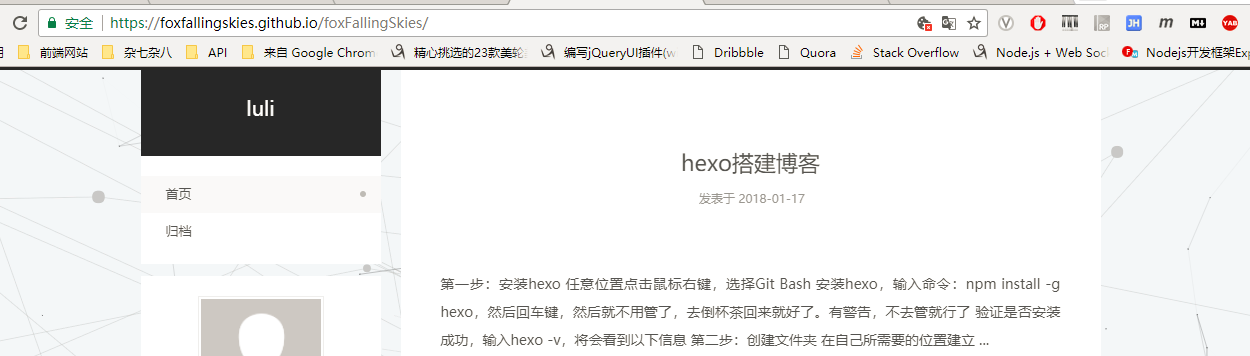 安全 https://foxfallingskies.github.io/foxFallingSkies/
前端网站 杂七杂八 API 来自 Google Chrom 精心挑选的23款美轮 编写jQueryUI插件(w Dribbble Quora Stack Overflow Node.js + Web Soc Nodejs开发框架Exp
luli
首页
归档
hexo搭建博客
发表于 2018-01-17
第一步：安装hexo 任意位置点击鼠标右键，选择Git Bash 安装hexo，输入命令：npm install -g
hexo，然后回车键，然后就不用管了，去倒杯茶回来就好了。有警告，不去管就行了 验证是否安装
成功，输入hexo -v，将会看到以下信息 第二步：创建文件夹 在自己所需要的位置建立 ...